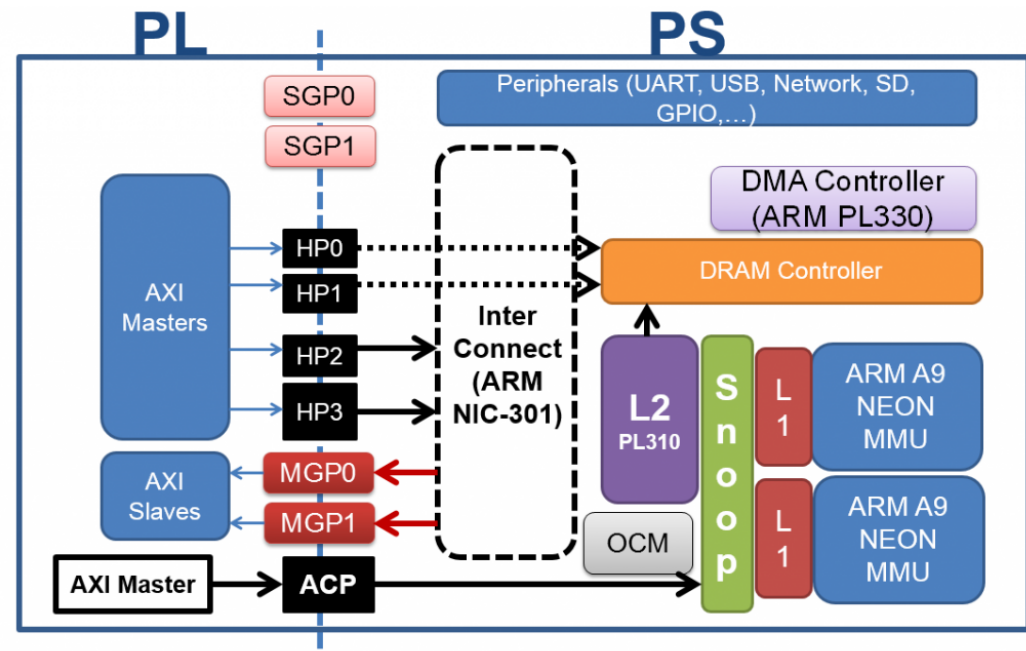 PL
PS
SGP0
SGP1
Peripherals (UART, USB, Network, SD,
GPIO,...)
DMA Controller
(ARM PL330)
AXI
Masters
HP0
HP1
HP2
HP3
Inter
Connect
(ARM
NIC-301)
DRAM Controller
L2
PL310
S
n
o
o
p
L
1
ARM A9
NEON
MMU
L
1
ARM A9
NEON
MMU
AXI
Slaves
MGP0
MGP1
OCM
AXI Master
ACP